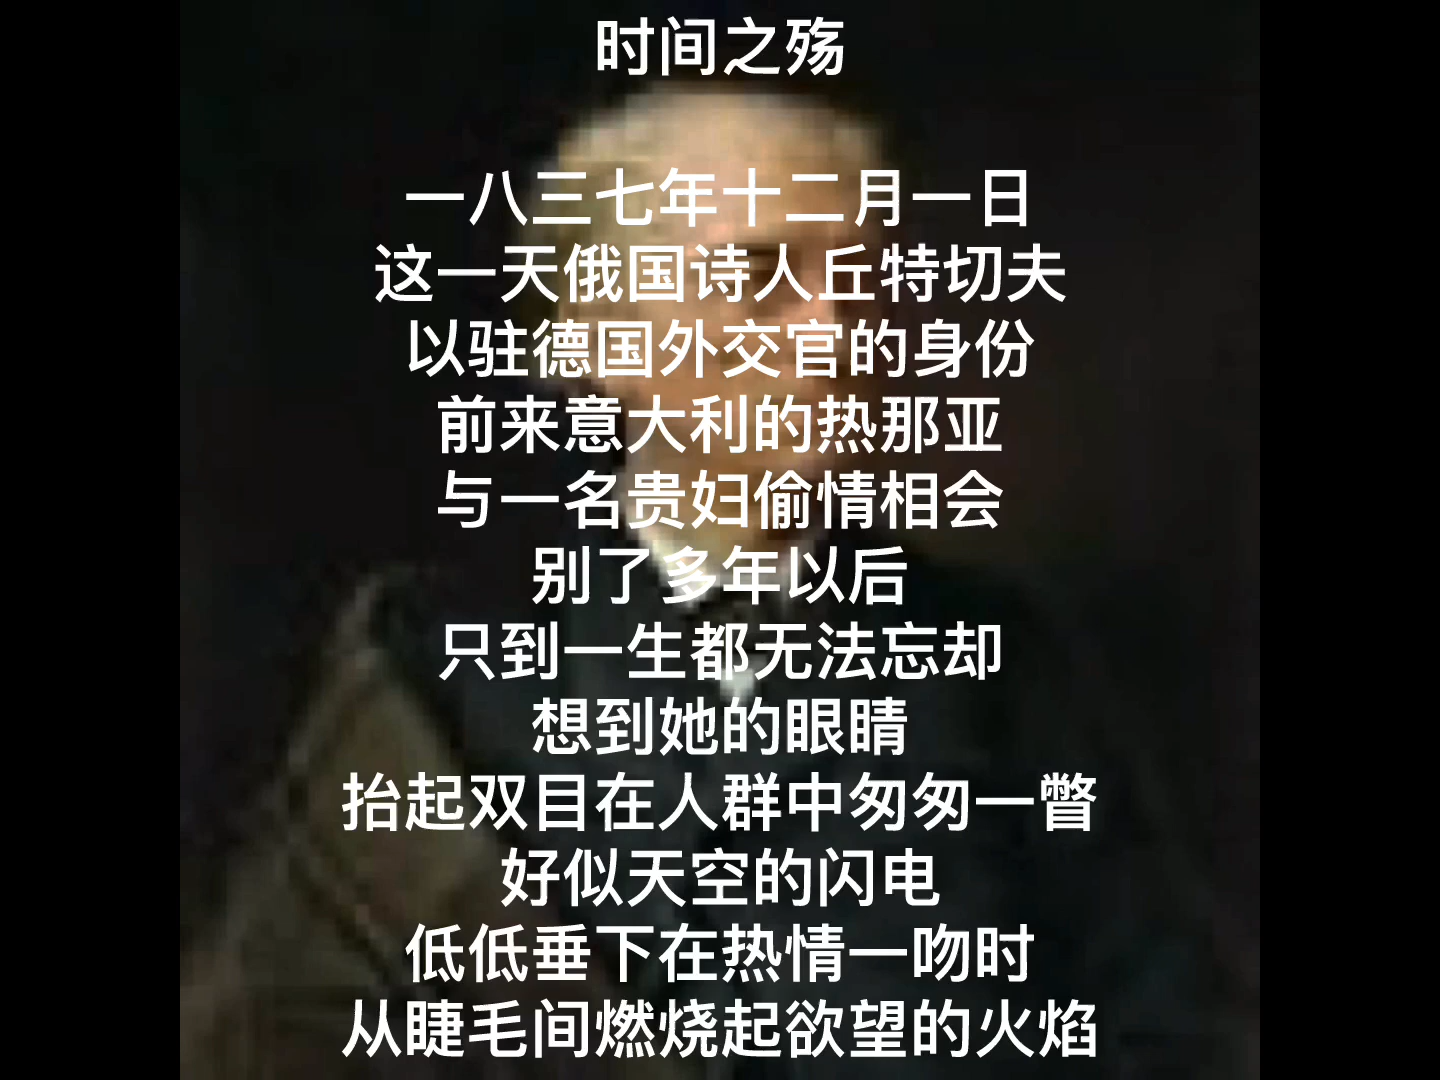 时间之殇
一八三七年十二月一日
这一天俄国诗人丘特切夫
以驻德国外交官的身份
前来意大利的热那亚
与一名贵妇偷情相会
别了多年以后
只到一生都无法忘却
想到她的眼睛
抬起双目在人群中匆匆一瞥
好似天空的闪电
低低垂下在热情一吻时
从睫毛间燃烧起欲望的火焰